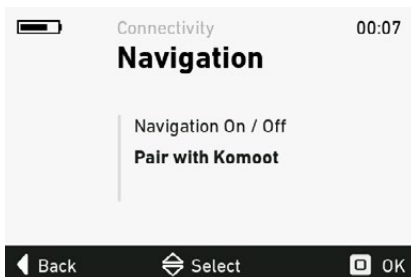 Connectivity
00:07
Navigation
Navigation On / Off
Pair with Komoot
Back
Select
OK